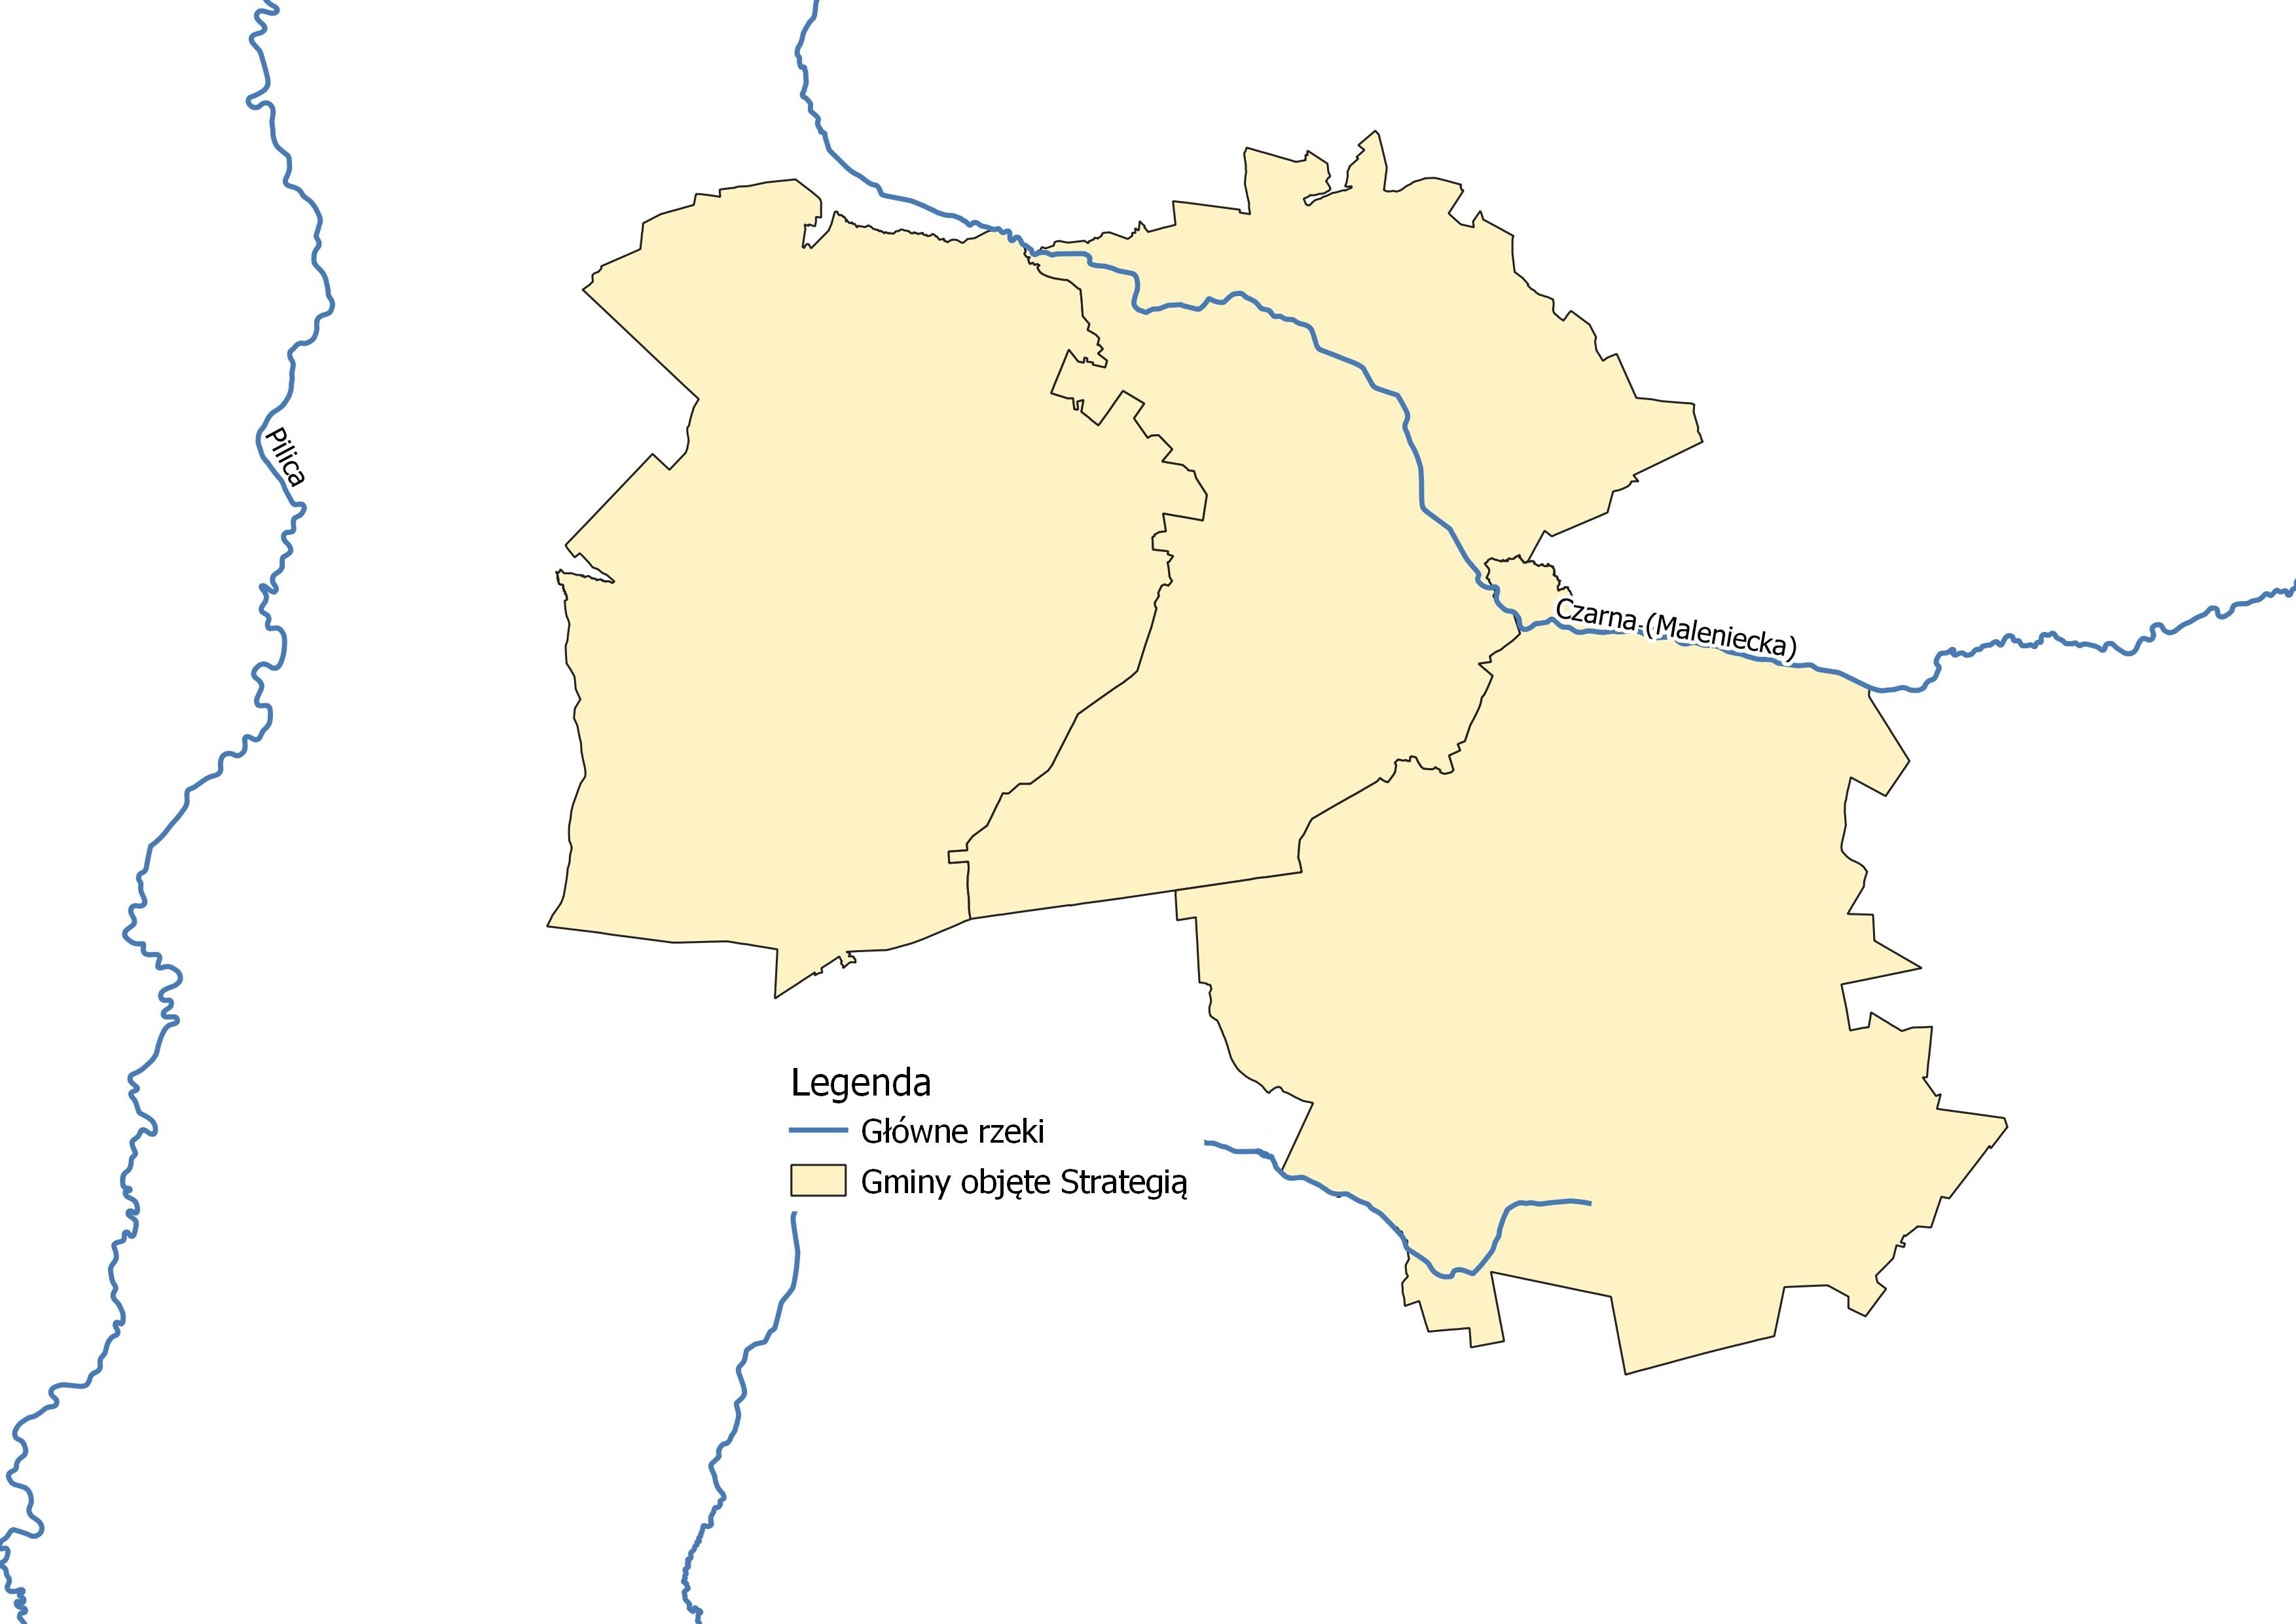 Pilica
Czarna (Maleniecka)
Legenda
Główne rzeki
Gminy objęte Strategią